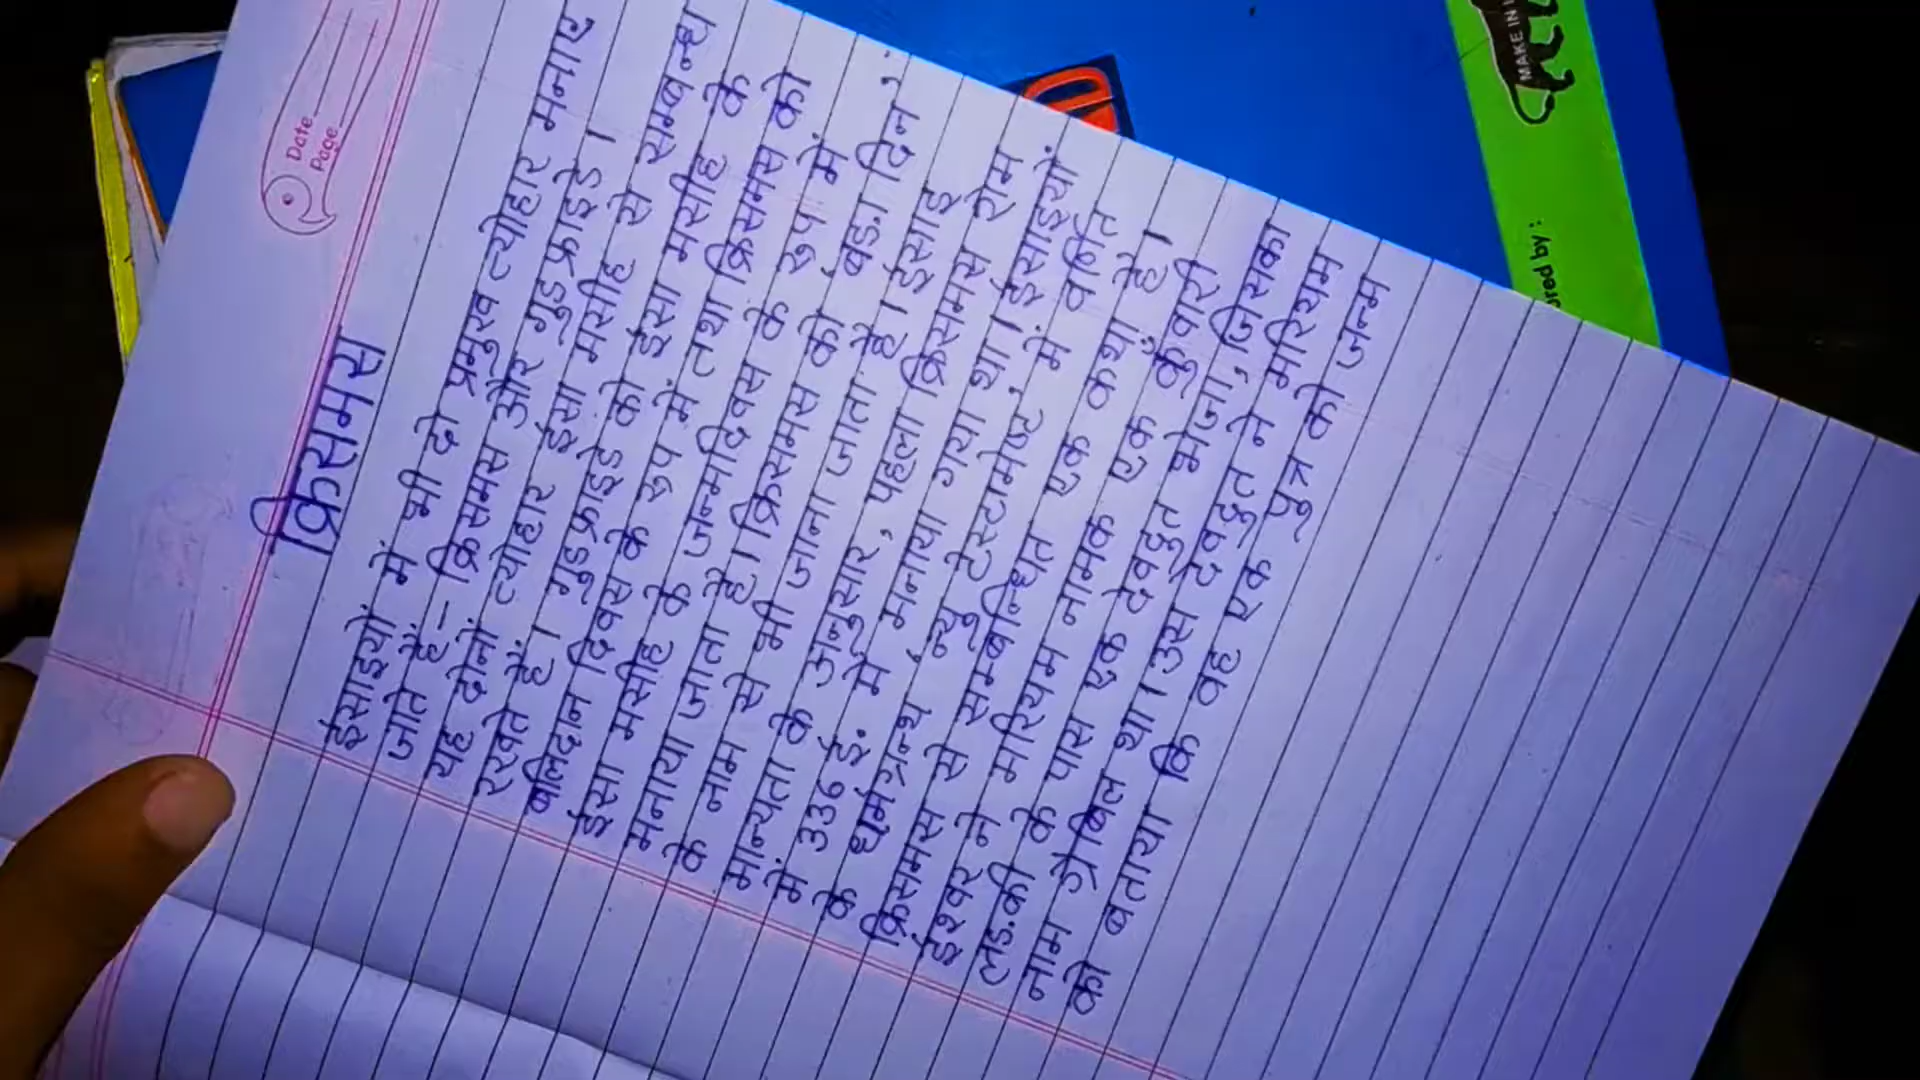 Date
Page
क्रिसमस
ईसाइयों में भी दो प्रमुख त्योहार मनाए
जाते हैं- क्रिसमस और गुडफ्राइडे।
यह दोनों त्योहार ईसा मसीह से सम्बन्ध
रखते हैं। गुडफ्राइडे को ईसा मसीह के
बलिदान दिवस के रूप में तथा क्रिसमस को
ईसा मसीह के जन्मदिवस के रूप में
मनाया जाता है। क्रिसमस को 'बड़ा दिन'
के नाम से भी जाना जाता है। ईसाई
मान्यता के अनुसार, पहला क्रिसमस रोम
में 336 ई. में मनाया गया था। ईसाइयों
के धर्मग्रन्थ 'न्यु टेस्टामेण्ट' में वर्णित
क्रिसमस से सम्बन्धित एक कथा है।
ईश्वर ने मरियम नामक एक कुँवारी
लड़की के पास एक देवदुत भेजा, जिसका
नाम ग्रेबिल था। उस देवदुत ने मरियम
को बताया कि वह एक पुत्र को जन्म
MAKE IN I
ored by :